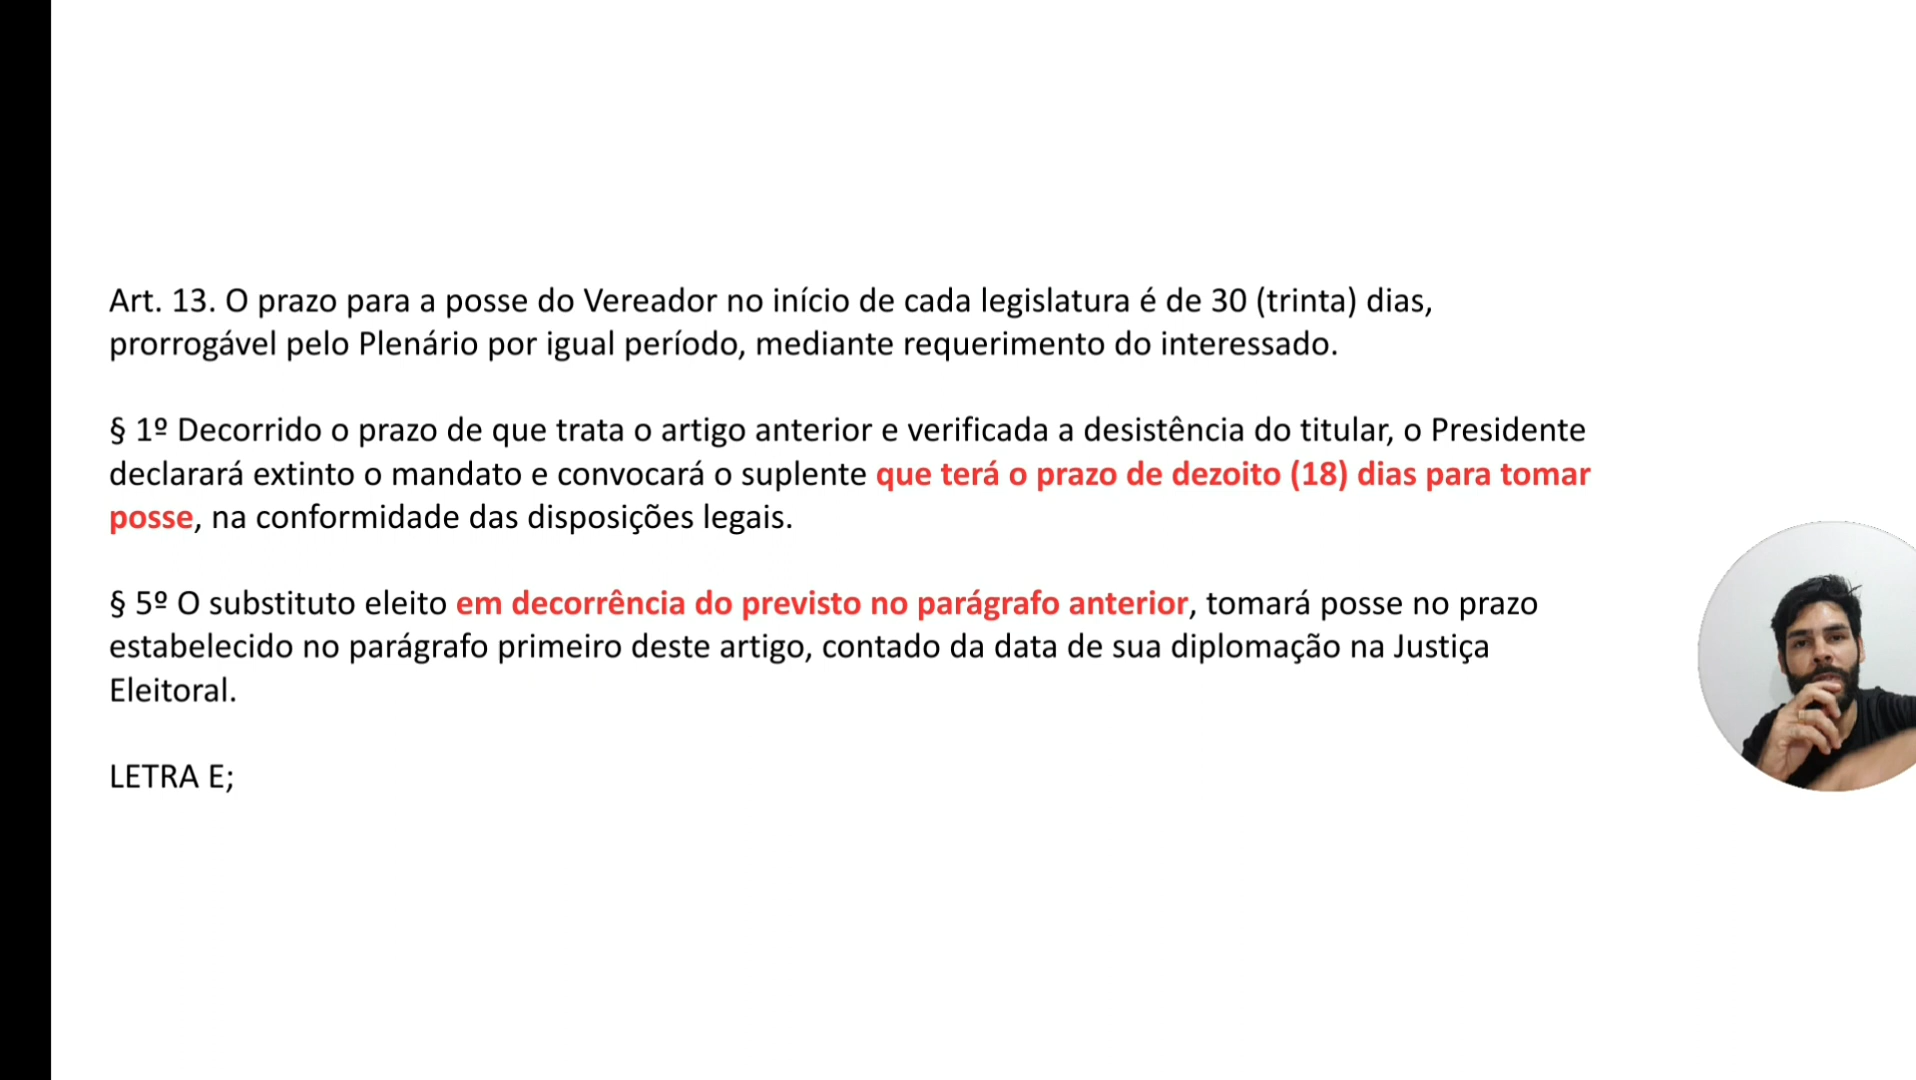 Art. 13. O prazo para a posse do Vereador no início de cada legislatura é de 30 (trinta) dias,
prorrogável pelo Plenário por igual período, mediante requerimento do interessado.
§ 1º Decorrido o prazo de que trata o artigo anterior e verificada a desistência do titular, o Presidente
declarará extinto o mandato e convocará o suplente que terá o prazo de dezoito (18) dias para tomar
posse, na conformidade das disposições legais.
§ 5º O substituto eleito em decorrência do previsto no parágrafo anterior, tomará posse no prazo
estabelecido no parágrafo primeiro deste artigo, contado da data de sua diplomação na Justiça
Eleitoral.
LETRA E;